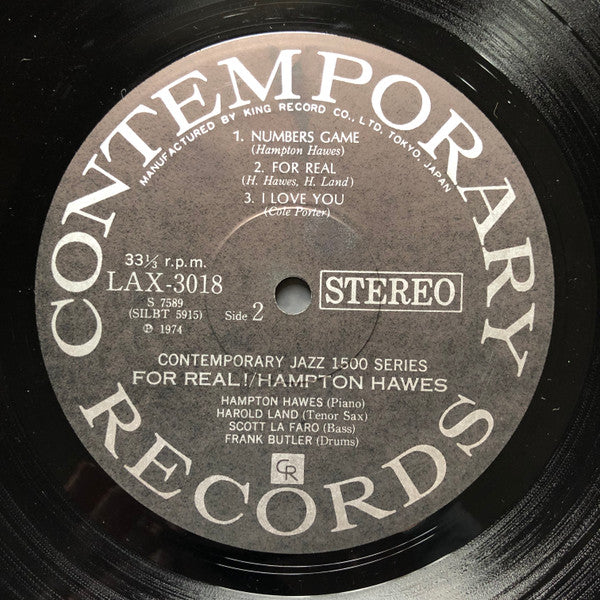 CONTEMPORARY
MANUFACTURED BY KING RECORD CO., LTD. TOKYO, JAPAN
1. NUMBERS GAME
(Hampton Hawes)
2. FOR REAL
(H. Hawes, H. Land)
3. I LOVE YOU
(Cole Porter)
33⅓ r.p.m.
LAX-3018
S 7589
(SILBT 5915)
℗ 1974
Side 2
STEREO
CONTEMPORARY JAZZ 1500 SERIES
FOR REAL!/HAMPTON HAWES
HAMPTON HAWES (Piano)
HAROLD LAND (Tenor Sax)
SCOTT LA FARO (Bass)
FRANK BUTLER (Drums)
CR
RECORDS